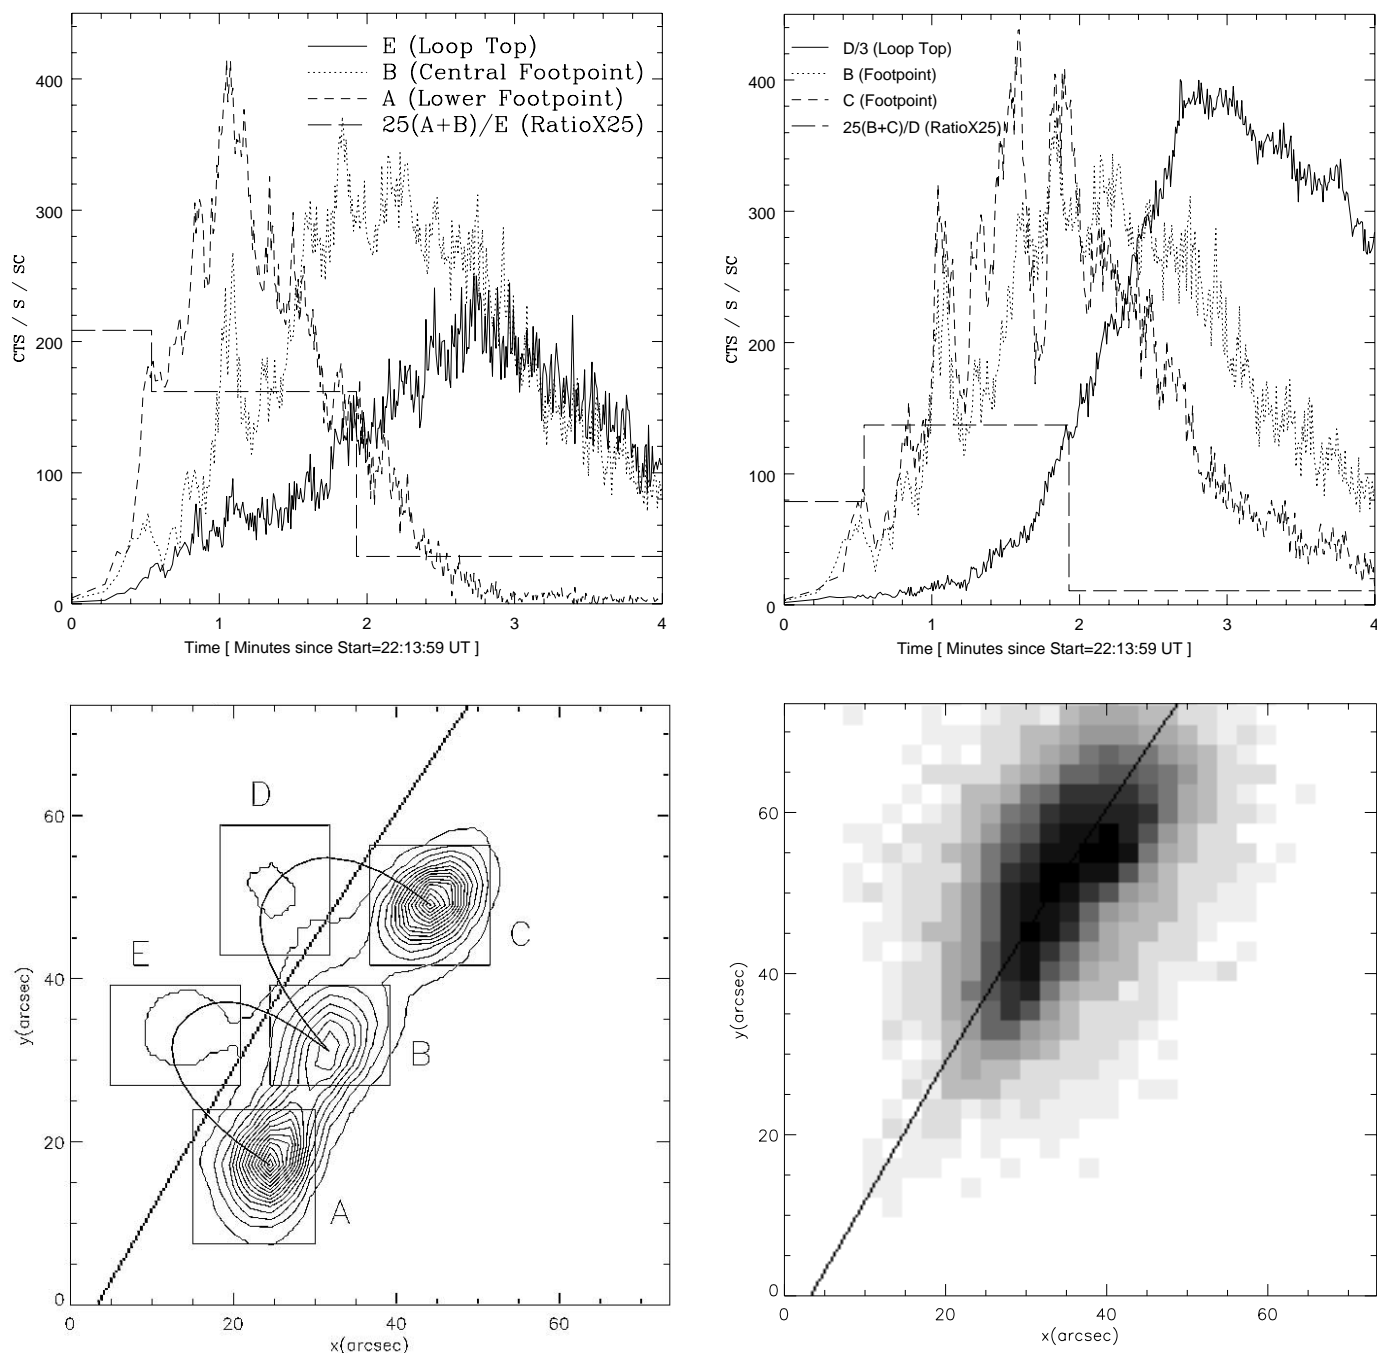 E (Loop Top)
B (Central Footpoint)
A (Lower Footpoint)
25(A+B)/E (RatioX25)
400
300
200
100
0
CTS / s / SC
0 1 2 3 4
Time [ Minutes since Start=22:13:59 UT ]
D/3 (Loop Top)
B (Footpoint)
C (Footpoint)
25(B+C)/D (RatioX25)
400
300
200
100
0
CTS / s / SC
0 1 2 3 4
Time [ Minutes since Start=22:13:59 UT ]
D
E
C
B
A
60
40
20
0
y(arcsec)
0 20 40 60
x(arcsec)
60
40
20
0
y(arcsec)
0 20 40 60
x(arcsec)